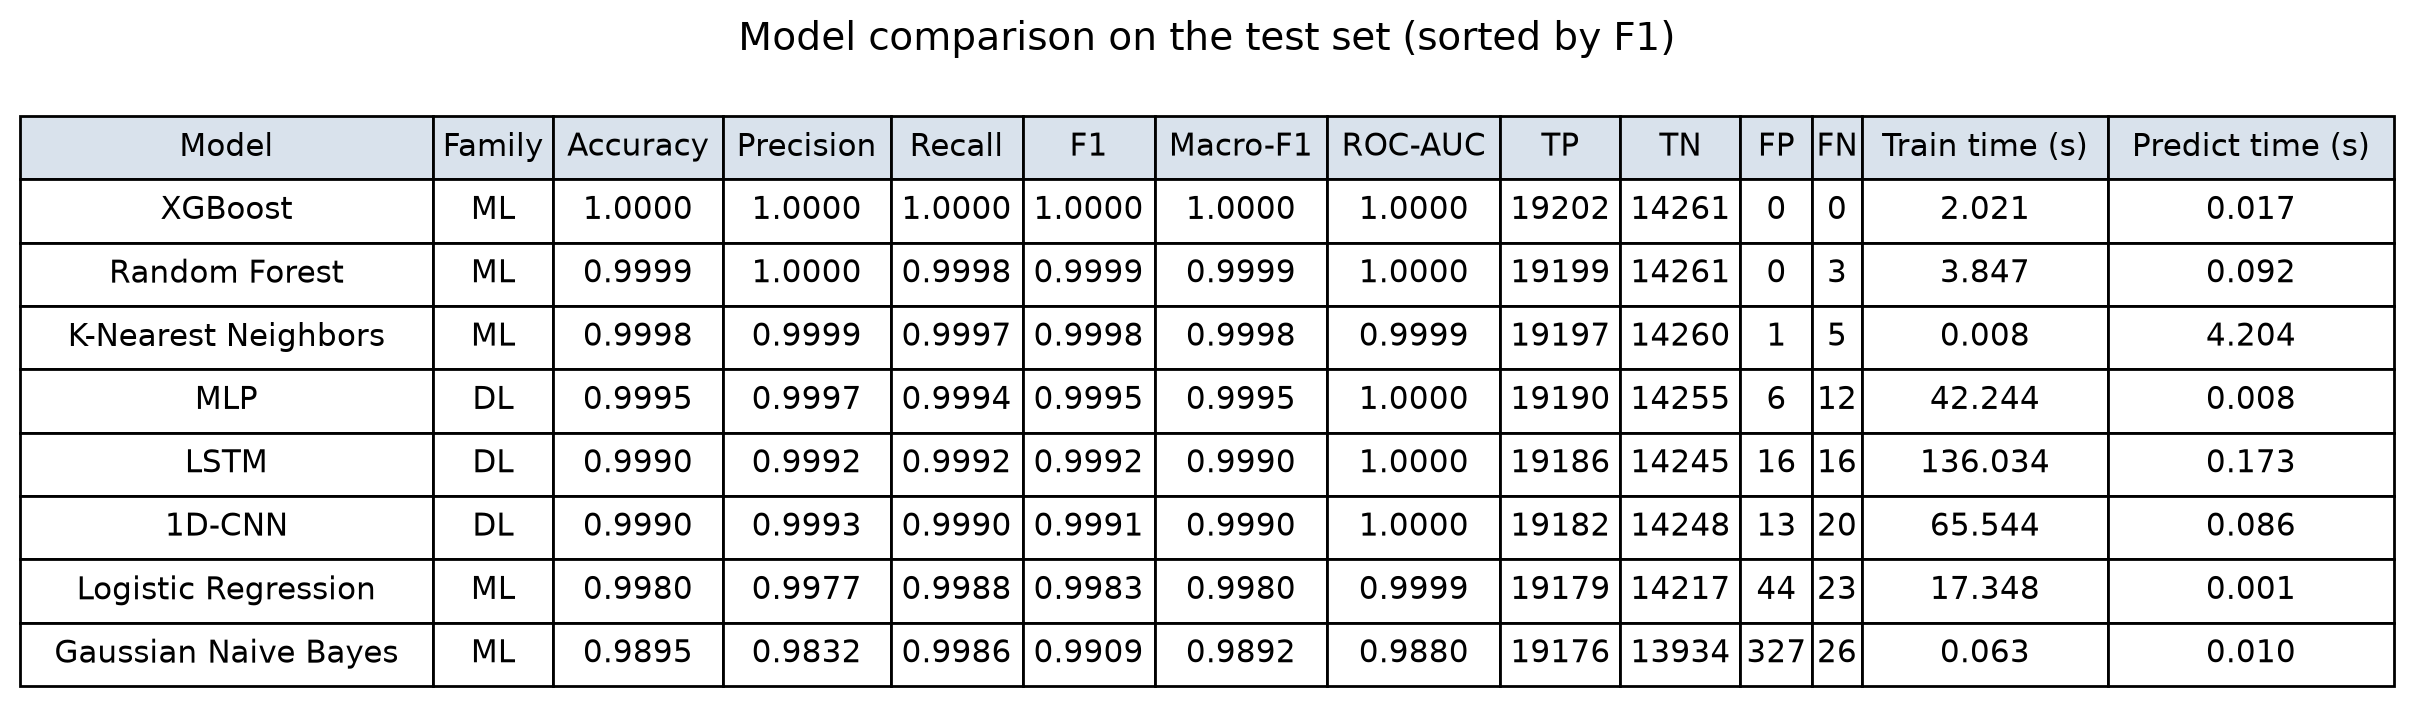 Model comparison on the test set (sorted by F1)
Model Family Accuracy Precision Recall F1 Macro-F1 ROC-AUC TP TN FP FN Train time (s) Predict time (s)
XGBoost ML 1.0000 1.0000 1.0000 1.0000 1.0000 1.0000 19202 14261 0 0 2.021 0.017
Random Forest ML 0.9999 1.0000 0.9998 0.9999 0.9999 1.0000 19199 14261 0 3 3.847 0.092
K-Nearest Neighbors ML 0.9998 0.9999 0.9997 0.9998 0.9998 0.9999 19197 14260 1 5 0.008 4.204
MLP DL 0.9995 0.9997 0.9994 0.9995 0.9995 1.0000 19190 14255 6 12 42.244 0.008
LSTM DL 0.9990 0.9992 0.9992 0.9992 0.9990 1.0000 19186 14245 16 16 136.034 0.173
1D-CNN DL 0.9990 0.9993 0.9990 0.9991 0.9990 1.0000 19182 14248 13 20 65.544 0.086
Logistic Regression ML 0.9980 0.9977 0.9988 0.9983 0.9980 0.9999 19179 14217 44 23 17.348 0.001
Gaussian Naive Bayes ML 0.9895 0.9832 0.9986 0.9909 0.9892 0.9880 19176 13934 327 26 0.063 0.010